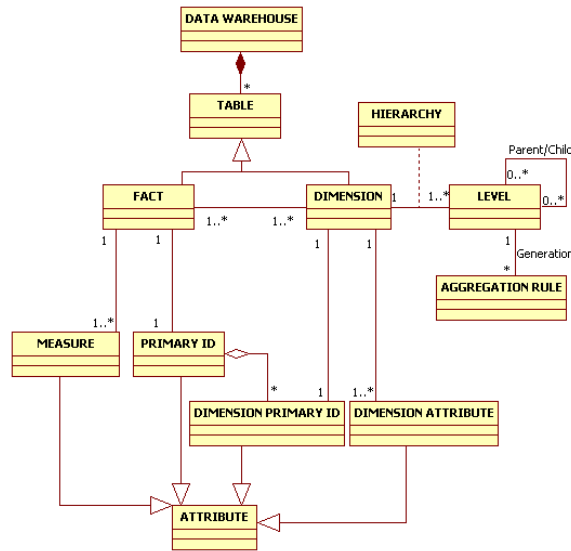 DATA WAREHOUSE
*
TABLE
HIERARCHY
Parent/Child
0..*
0..*
FACT
DIMENSION
LEVEL
1..*
1..*
1
1..*
1
1
1
1
1
Generation
*
AGGREGATION RULE
1..*
1
MEASURE
PRIMARY ID
*
1
1..*
DIMENSION PRIMARY ID
DIMENSION ATTRIBUTE
ATTRIBUTE